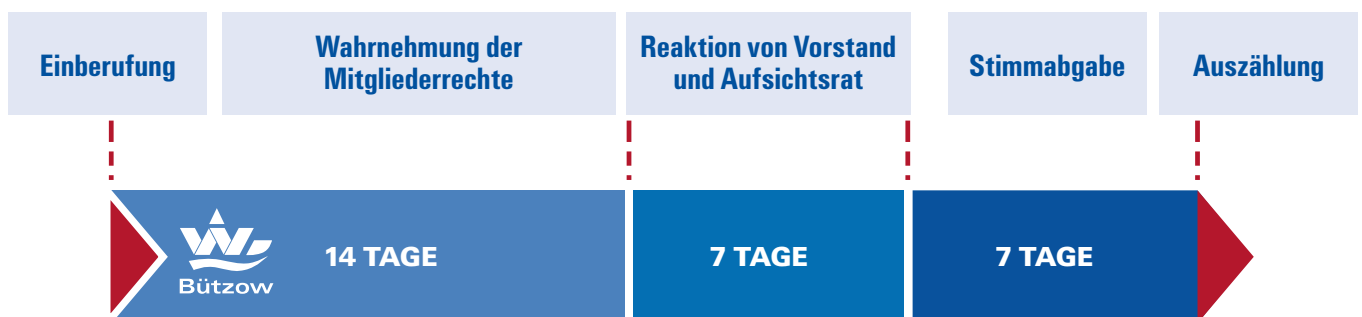 Einberufung
Wahrnehmung der
Mitgliederrechte
Reaktion von Vorstand
und Aufsichtsrat
Stimmabgabe
Auszählung
Bützow
14 TAGE
7 TAGE
7 TAGE